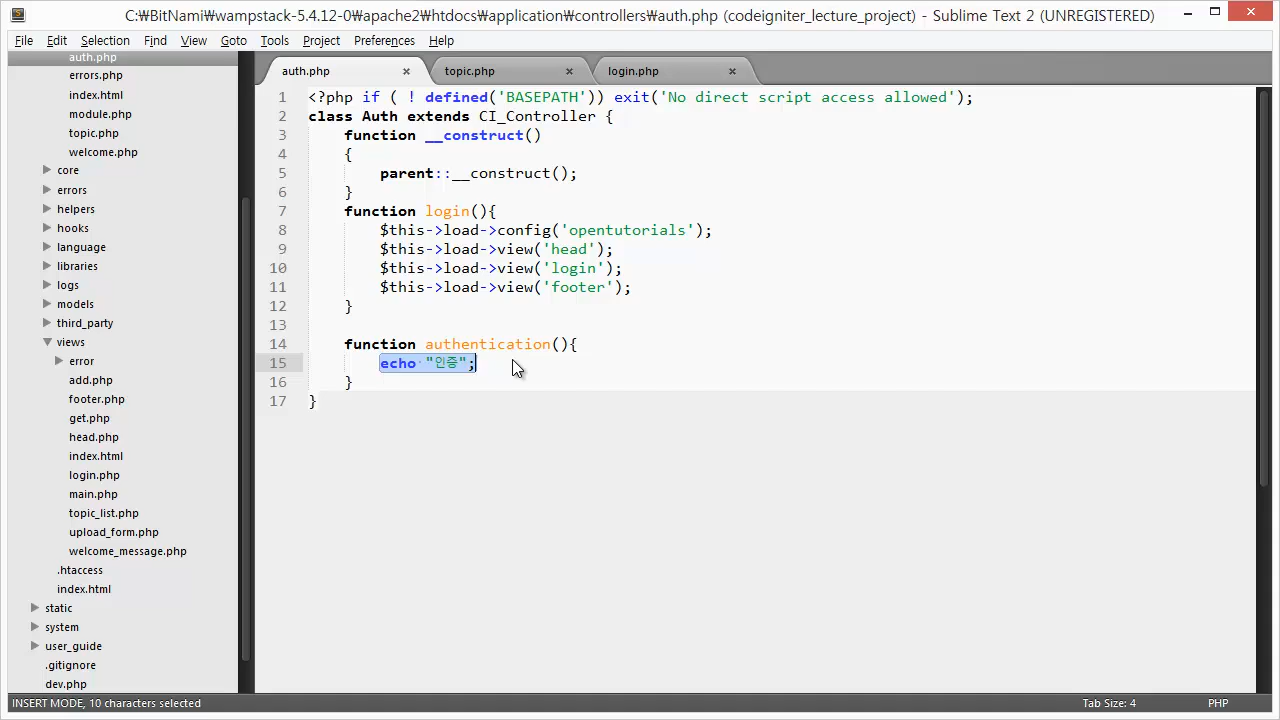 C:₩BitNami₩wampstack-5.4.12-0₩apache2₩htdocs₩application₩controllers₩auth.php (codeigniter_lecture_project) - Sublime Text 2 (UNREGISTERED)
File Edit Selection Find View Goto Tools Project Preferences Help
auth.php
errors.php
index.html
module.php
topic.php
welcome.php
core
errors
helpers
hooks
language
libraries
logs
models
third_party
views
error
add.php
footer.php
get.php
head.php
index.html
login.php
main.php
topic_list.php
upload_form.php
welcome_message.php
.htaccess
index.html
static
system
user_guide
.gitignore
dev.php
auth.php topic.php login.php
1 <?php if ( ! defined('BASEPATH')) exit('No direct script access allowed');
2 class Auth extends CI_Controller {
3 function __construct()
4 {
5 parent::__construct();
6 }
7 function login(){
8 $this->load->config('opentutorials');
9 $this->load->view('head');
10 $this->load->view('login');
11 $this->load->view('footer');
12 }
13
14 function authentication(){
15 echo "인증";
16 }
17 }
INSERT MODE, 10 characters selected Tab Size: 4 PHP